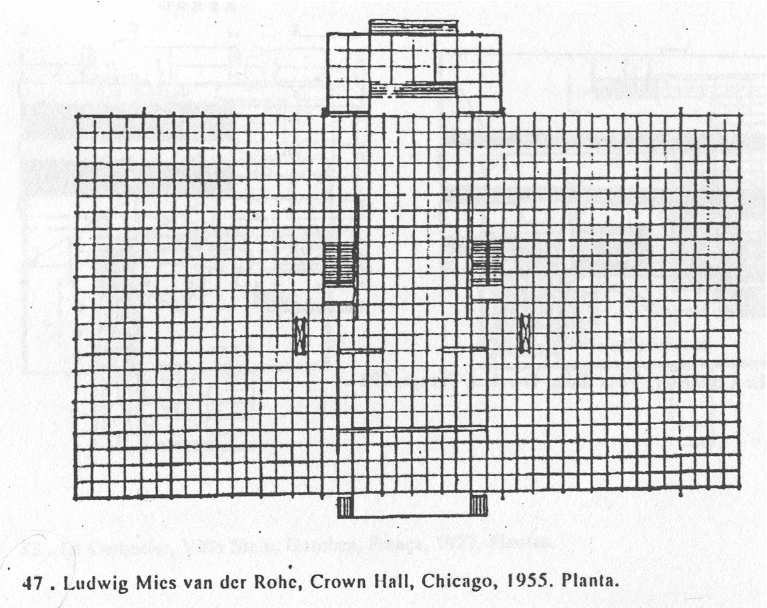 47 . Ludwig Mies van der Rohe, Crown Hall, Chicago, 1955. Planta.